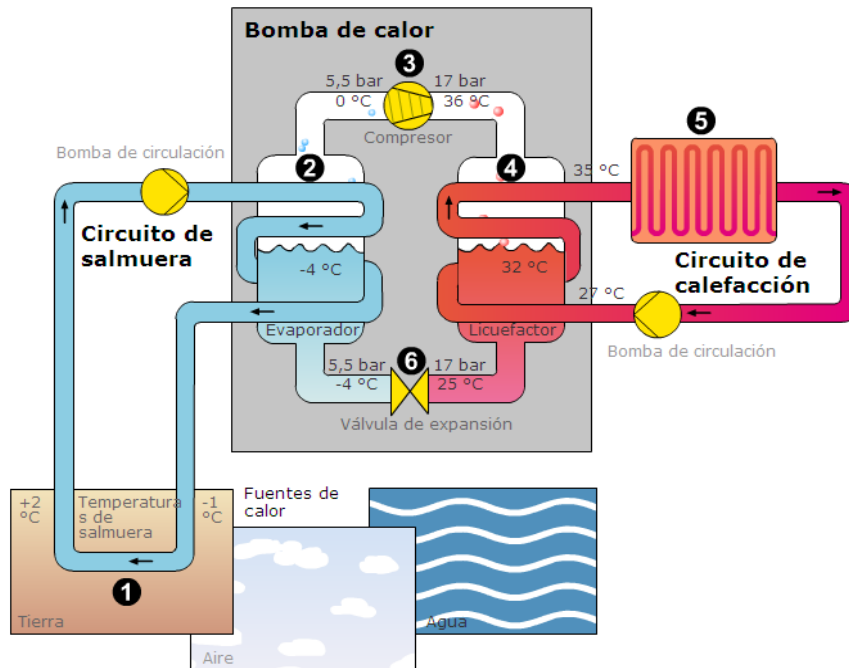 Bomba de calor
3
5,5 bar
17 bar
0 °C
36 ºC
Compresor
Bomba de circulación
2
4
35 °C
5
Circuito de
salmuera
-4 °C
32 °C
Circuito de
calefacción
27 °C
Evaporador
Licuefactor
Bomba de circulación
5,5 bar
6
17 bar
-4 °C
25 °C
Válvula de expansión
+2
°C
Temperatura
s de
salmuera
-1
°C
Fuentes de
calor
1
Tierra
Agua
Aire